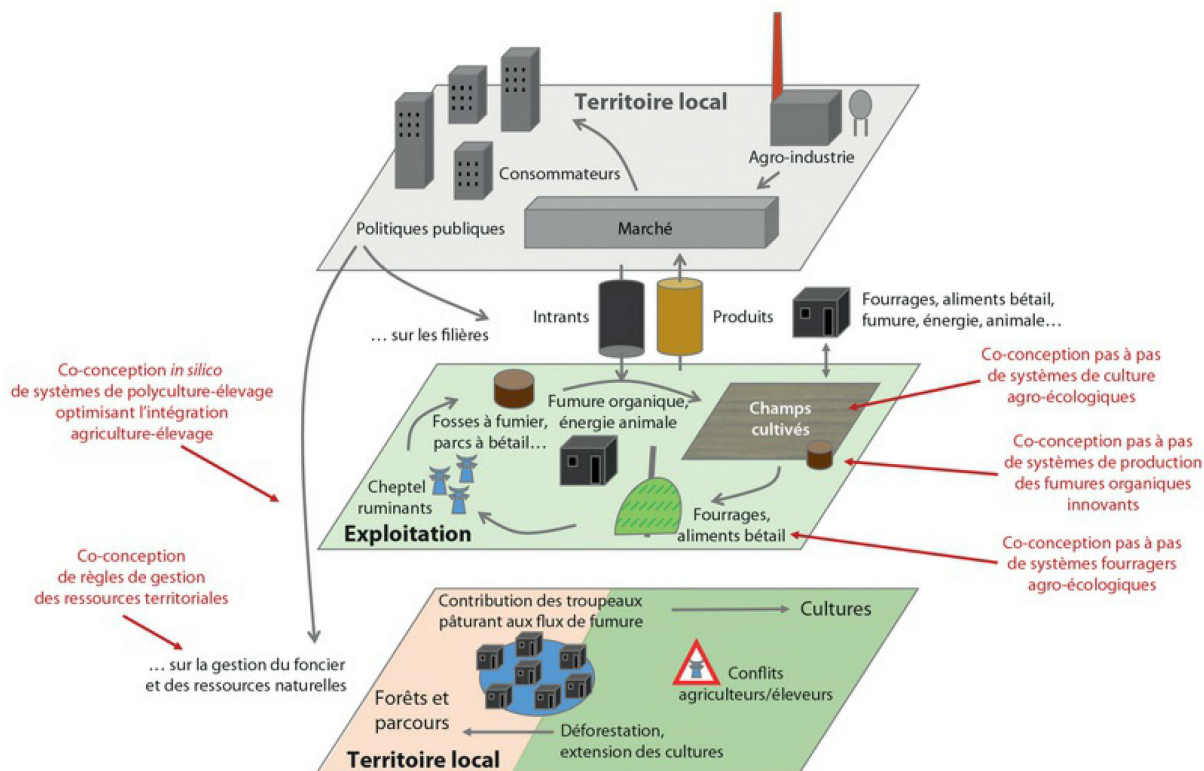 Territoire local
Agro-industrie
Consommateurs
Politiques publiques
Marché
Intrants
Produits
Fourrages, aliments bétail,
fumure, énergie, animale…
… sur les filières
Co-conception in silico
de systèmes de polyculture-élevage
optimisant l’intégration
agriculture-élevage
Co-conception pas à pas
de systèmes de culture
agro-écologiques
Fumure organique,
énergie animale
Fosses à fumier,
parcs à bétail…
Champs
cultivés
Co-conception pas à pas
de systèmes de production
des fumures organiques
innovants
Cheptel
ruminants
Fourrages,
aliments bétail
Exploitation
Co-conception pas à pas
de systèmes fourragers
agro-écologiques
Co-conception
de règles de gestion
des ressources territoriales
Contribution des troupeaux
pâturant aux flux de fumure
Cultures
… sur la gestion du foncier
et des ressources naturelles
Conflits
agriculteurs/éleveurs
Forêts et
parcours
Déforestation,
extension des cultures
Territoire local